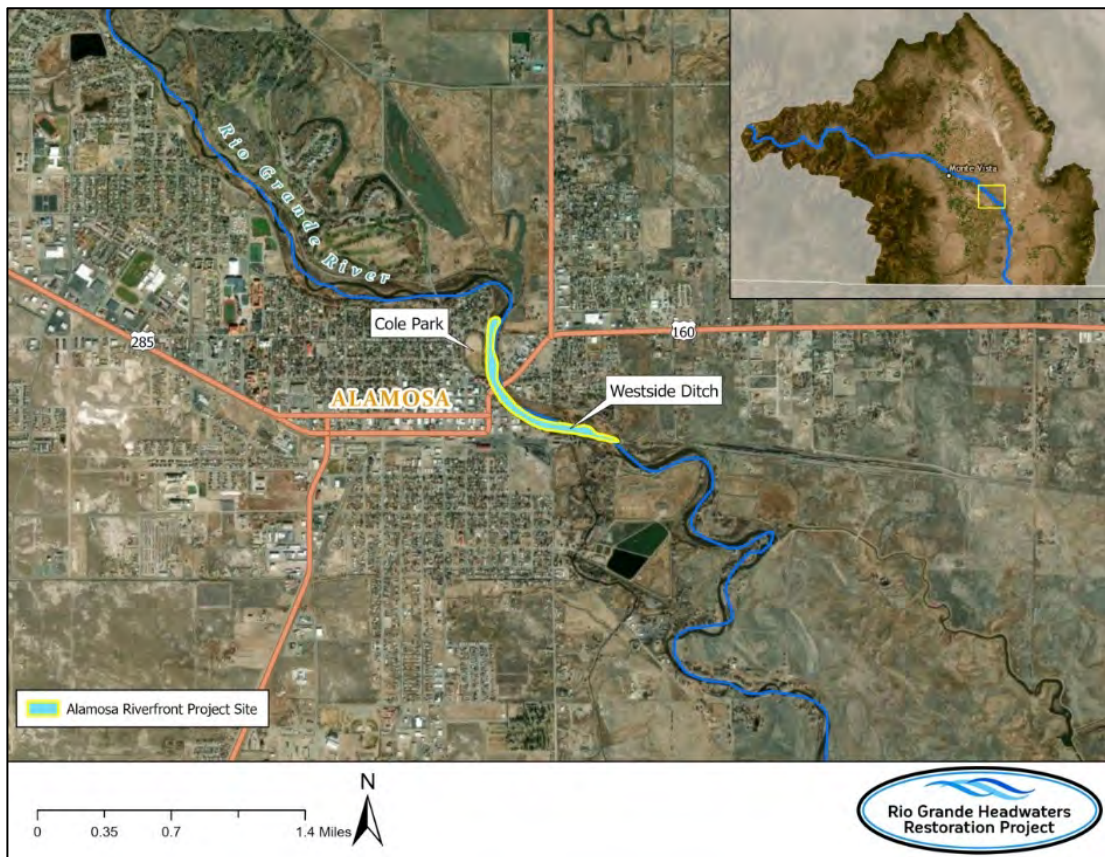 Monte Vista
Rio Grande River
Cole Park
285
160
ALAMOSA
Westside Ditch
Alamosa Riverfront Project Site
N
0 0.35 0.7 1.4 Miles
Rio Grande Headwaters
Restoration Project